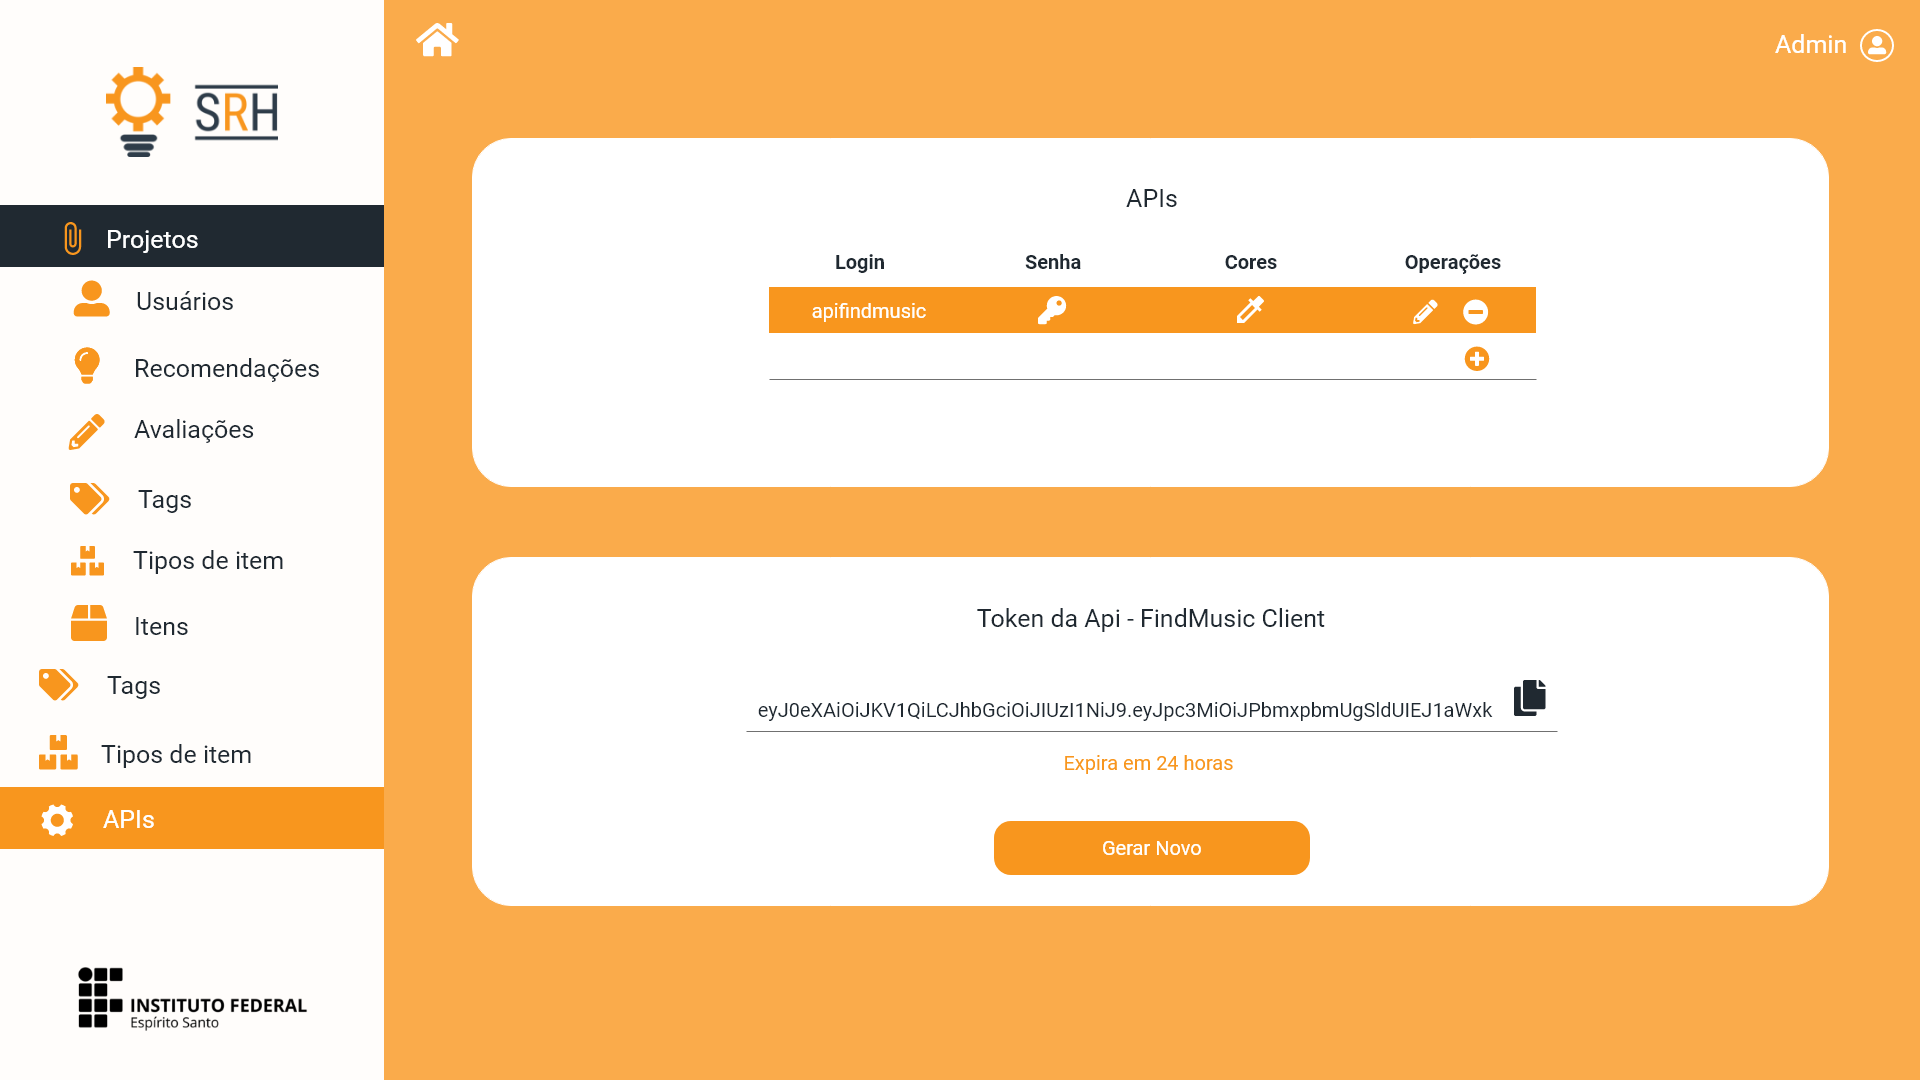 SRH
Admin
Projetos
Usuários
Recomendações
Avaliações
Tags
Tipos de item
Itens
Tags
Tipos de item
APIs
INSTITUTO FEDERAL
Espírito Santo
APIs
Login Senha Cores Operações
apifindmusic
Token da Api - FindMusic Client
eyJ0eXAiOiJKV1QiLCJhbGciOiJIUzI1NiJ9.eyJpc3MiOiJPbmxpbmUgSldUIEJ1aWxk
Expira em 24 horas
Gerar Novo